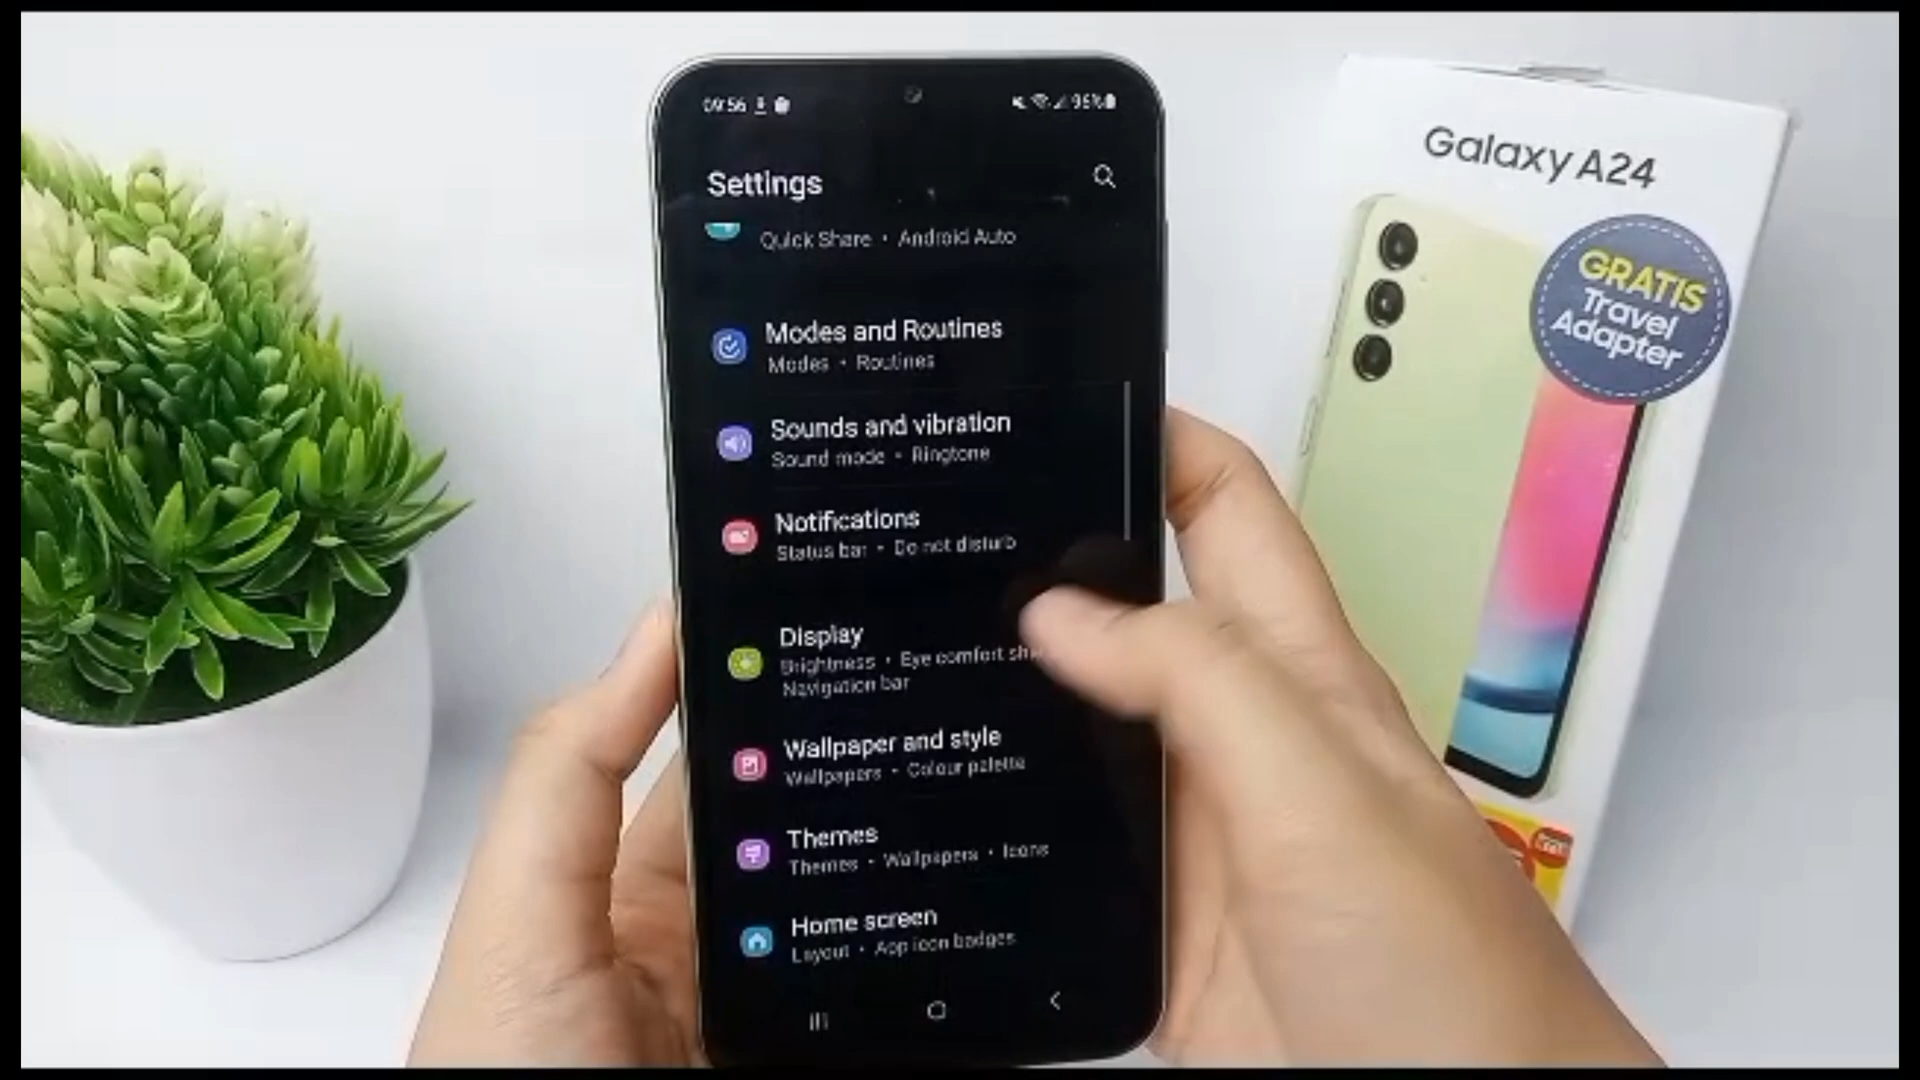 09:56
96%
Settings
Quick Share • Android Auto
Modes and Routines
Modes • Routines
Sounds and vibration
Sound mode • Ringtone
Notifications
Status bar • Do not disturb
Display
Brightness • Eye comfort
Navigation bar
Wallpaper and style
Wallpapers • Colour palette
Themes
Themes • Wallpapers • Icons
Home screen
Layout • App icon badges
Galaxy A24
GRATIS
Travel
Adapter